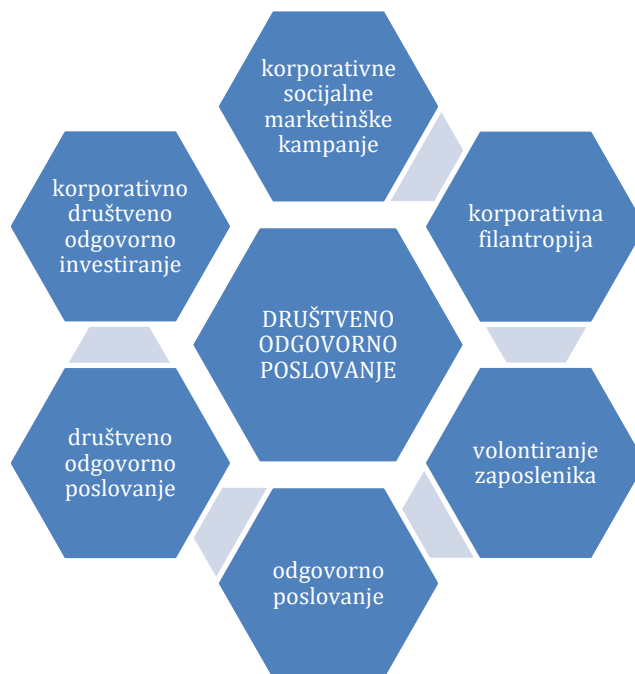 korporativne
socijalne
marketinške
kampanje
korporativno
društveno
odgovorno
investiranje
korporativna
filantropija
DRUŠTVENO
ODGOVORNO
POSLOVANJE
društveno
odgovorno
poslovanje
volontiranje
zaposlenika
odgovorno
poslovanje